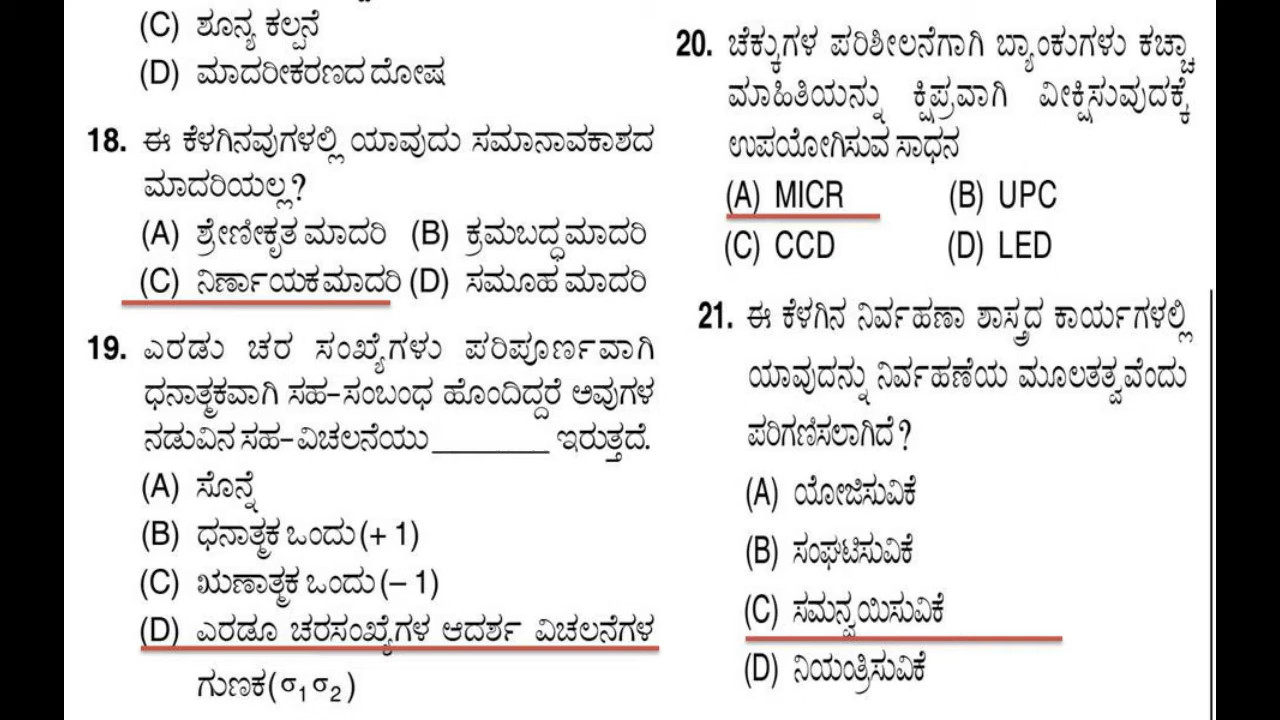 (C) ಶೂನ್ಯ ಕಲ್ಪನೆ
(D) ಮಾದರೀಕರಣದ ದೋಷ
18. ಈ ಕೆಳಗಿನವುಗಳಲ್ಲಿ ಯಾವುದು ಸಮಾನಾವಕಾಶದ
ಮಾದರಿಯಲ್ಲ?
(A) ಶ್ರೇಣೀಕೃತ ಮಾದರಿ (B) ಕ್ರಮಬದ್ಧ ಮಾದರಿ
(C) ನಿರ್ಣಾಯಕ ಮಾದರಿ (D) ಸಮೂಹ ಮಾದರಿ
19. ಎರಡು ಚರ ಸಂಖ್ಯೆಗಳು ಪರಿಪೂರ್ಣವಾಗಿ
ಧನಾತ್ಮಕವಾಗಿ ಸಹ-ಸಂಬಂಧ ಹೊಂದಿದ್ದರೆ ಅವುಗಳ
ನಡುವಿನ ಸಹ-ವಿಚಲನೆಯು ________ ಇರುತ್ತದೆ.
(A) ಸೊನ್ನೆ
(B) ಧನಾತ್ಮಕ ಒಂದು (+ 1)
(C) ಋಣಾತ್ಮಕ ಒಂದು (– 1)
(D) ಎರಡೂ ಚರಸಂಖ್ಯೆಗಳ ಆದರ್ಶ ವಿಚಲನೆಗಳ
ಗುಣಕ (σ₁ σ₂)
20. ಚೆಕ್ಕುಗಳ ಪರಿಶೀಲನೆಗಾಗಿ ಬ್ಯಾಂಕುಗಳು ಕಚ್ಚಾ
ಮಾಹಿತಿಯನ್ನು ಕ್ಷಿಪ್ರವಾಗಿ ವೀಕ್ಷಿಸುವುದಕ್ಕೆ
ಉಪಯೋಗಿಸುವ ಸಾಧನ
(A) MICR (B) UPC
(C) CCD (D) LED
21. ಈ ಕೆಳಗಿನ ನಿರ್ವಹಣಾ ಶಾಸ್ತ್ರದ ಕಾರ್ಯಗಳಲ್ಲಿ
ಯಾವುದನ್ನು ನಿರ್ವಹಣೆಯ ಮೂಲತತ್ವವೆಂದು
ಪರಿಗಣಿಸಲಾಗಿದೆ?
(A) ಯೋಜಿಸುವಿಕೆ
(B) ಸಂಘಟಿಸುವಿಕೆ
(C) ಸಮನ್ವಯಿಸುವಿಕೆ
(D) ನಿಯಂತ್ರಿಸುವಿಕೆ